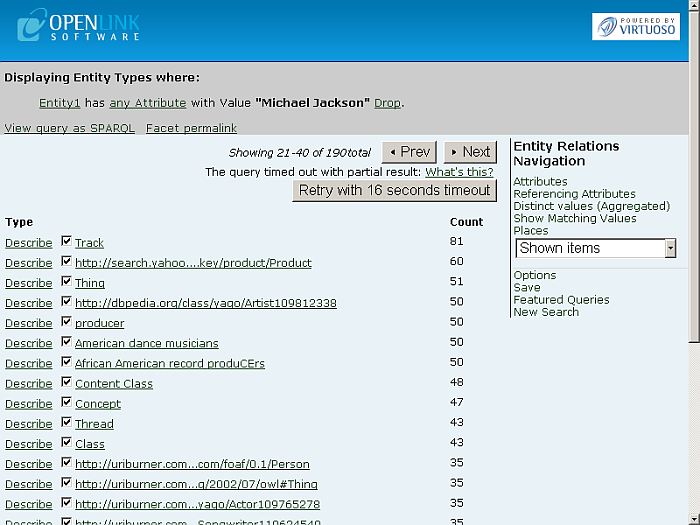 OPENLINK
SOFTWARE
POWERED BY
VIRTUOSO
Displaying Entity Types where:
Entity1 has any Attribute with Value "Michael Jackson" Drop.
View query as SPARQL Facet permalink
Showing 21-40 of 190total Prev Next
The query timed out with partial result: What's this?
Retry with 16 seconds timeout
Type Count
Describe Track 81
Describe http://search.yahoo....key/product/Product 60
Describe Thing 51
Describe http://dbpedia.org/class/yago/Artist109812338 50
Describe producer 50
Describe American dance musicians 50
Describe African American record produCErs 50
Describe Content Class 48
Describe Concept 47
Describe Thread 43
Describe Class 43
Describe http://uriburner.com...com/foaf/0.1/Person 35
Describe http://uriburner.com...g/2002/07/owl#Thing 35
Describe http://uriburner.com...yago/Actor109765278 35
Describe http://uriburner.com...Songwriter110624540 35
Entity Relations
Navigation
Attributes
Referencing Attributes
Distinct values (Aggregated)
Show Matching Values
Places
Shown items
Options
Save
Featured Queries
New Search